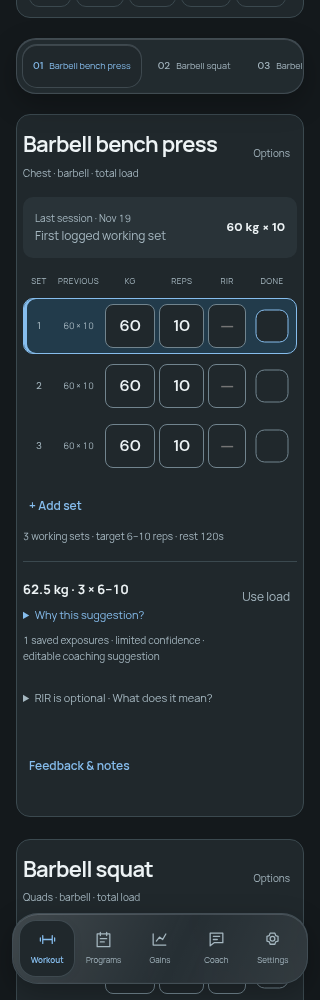 01 Barbell bench press 02 Barbell squat 03 Barbel
Barbell bench press
Options
Chest · barbell · total load
Last session · Nov 19
First logged working set
60 kg × 10
SET PREVIOUS KG REPS RIR DONE
1 60 × 10 60 10 —
2 60 × 10 60 10 —
3 60 × 10 60 10 —
+ Add set
3 working sets · target 6–10 reps · rest 120s
62.5 kg · 3 × 6–10
Use load
▶ Why this suggestion?
1 saved exposures · limited confidence ·
editable coaching suggestion
▶ RIR is optional · What does it mean?
Feedback & notes
Barbell squat
Options
Quads · barbell · total load
Workout Programs Gains Coach Settings